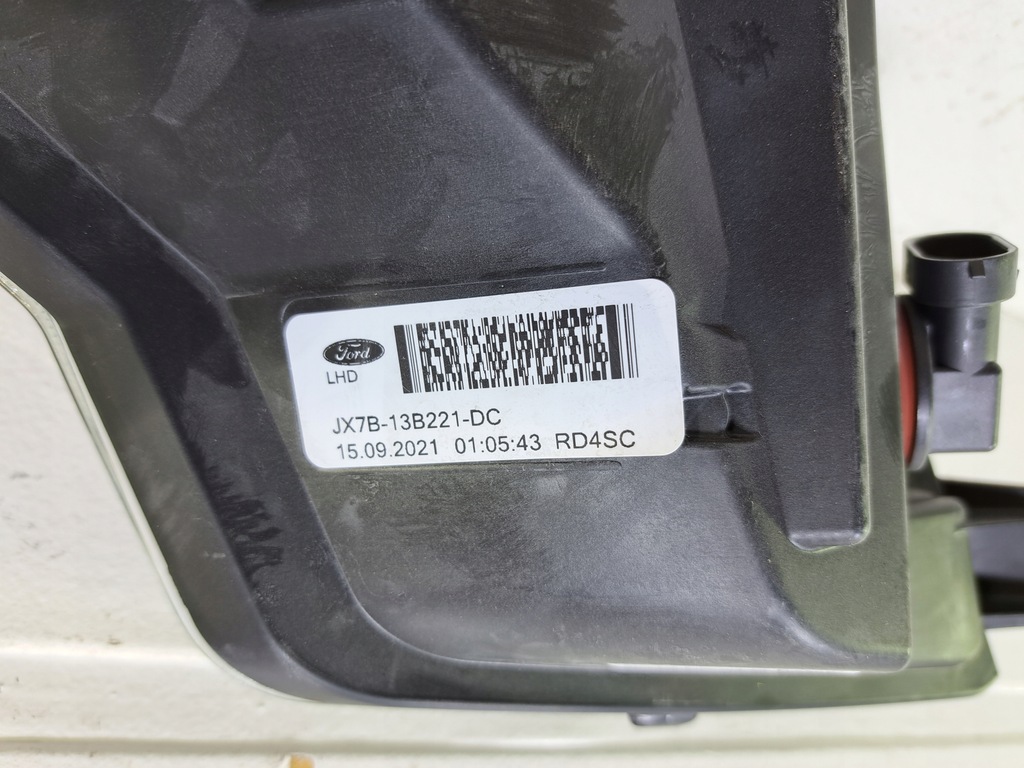 Ford
LHD
JX7B-13B221-DC
15.09.2021 01:05:43 RD4SC